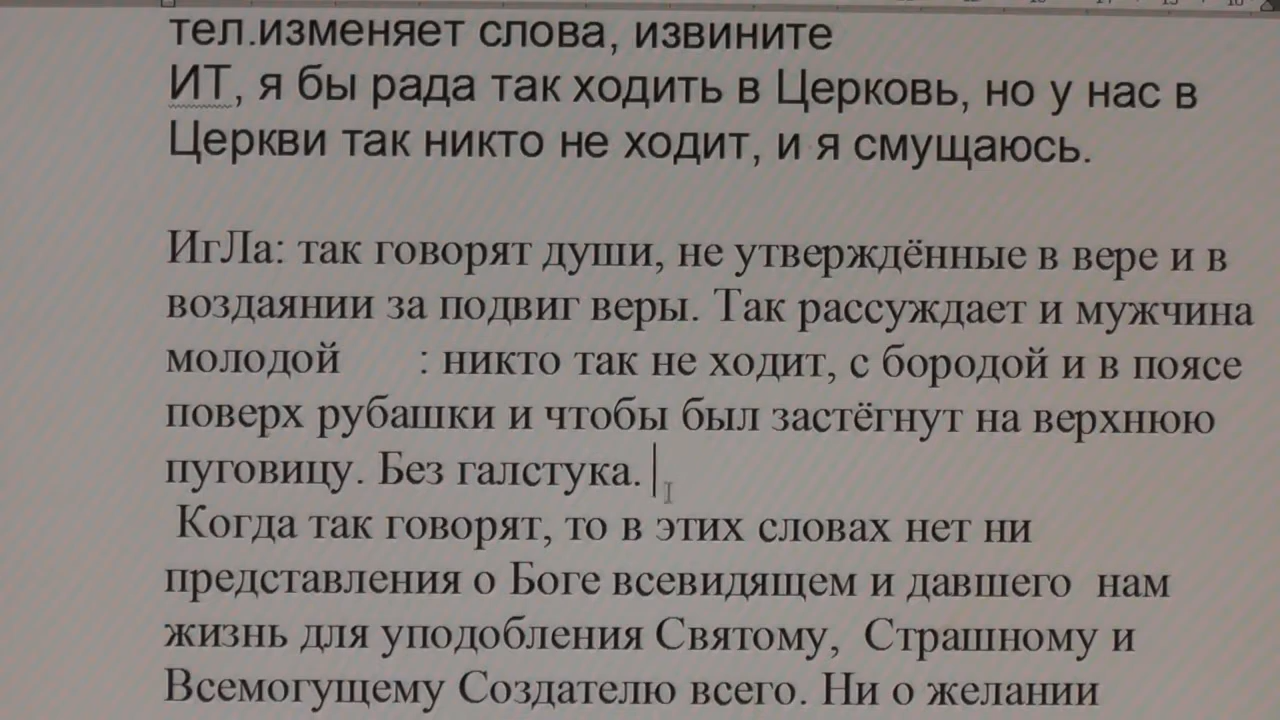 тел.изменяет слова, извините
ИТ, я бы рада так ходить в Церковь, но у нас в
Церкви так никто не ходит, и я смущаюсь.
ИгЛа: так говорят души, не утверждённые в вере и в
воздаянии за подвиг веры. Так рассуждает и мужчина
молодой : никто так не ходит, с бородой и в поясе
поверх рубашки и чтобы был застёгнут на верхнюю
пуговицу. Без галстука.
Когда так говорят, то в этих словах нет ни
представления о Боге всевидящем и давшего нам
жизнь для уподобления Святому, Страшному и
Всемогущему Создателю всего. Ни о желании